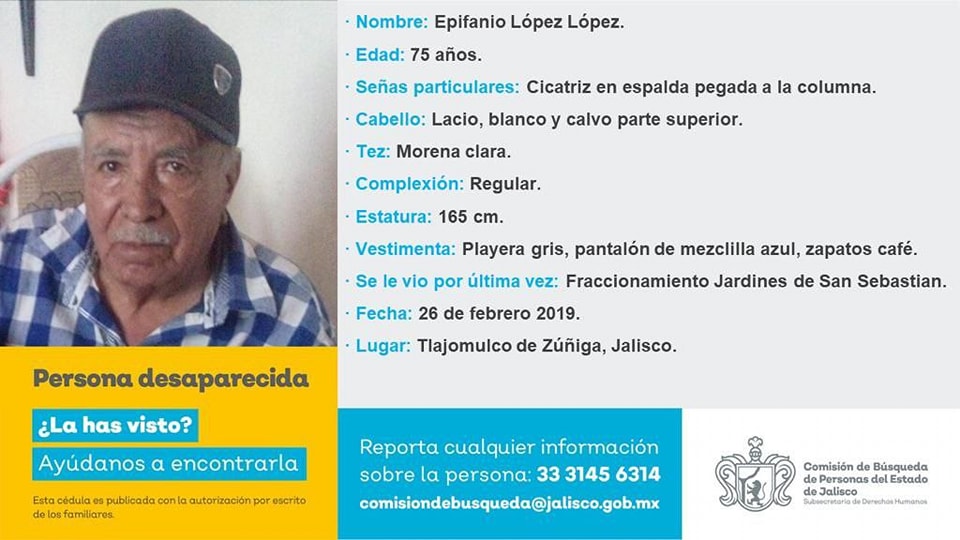 · Nombre: Epifanio López López.
· Edad: 75 años.
· Señas particulares: Cicatriz en espalda pegada a la columna.
· Cabello: Lacio, blanco y calvo parte superior.
· Tez: Morena clara.
· Complexión: Regular.
· Estatura: 165 cm.
· Vestimenta: Playera gris, pantalón de mezclilla azul, zapatos café.
· Se le vio por última vez: Fraccionamiento Jardines de San Sebastian.
· Fecha: 26 de febrero 2019.
· Lugar: Tlajomulco de Zúñiga, Jalisco.
Persona desaparecida
¿La has visto?
Ayúdanos a encontrarla
Esta cédula es publicada con la autorización por escrito
de los familiares.
Reporta cualquier información
sobre la persona: 33 3145 6314
comisiondebusqueda@jalisco.gob.mx
Comisión de Búsqueda
de Personas del Estado
de Jalisco
Subsecretaría de Derechos Humanos